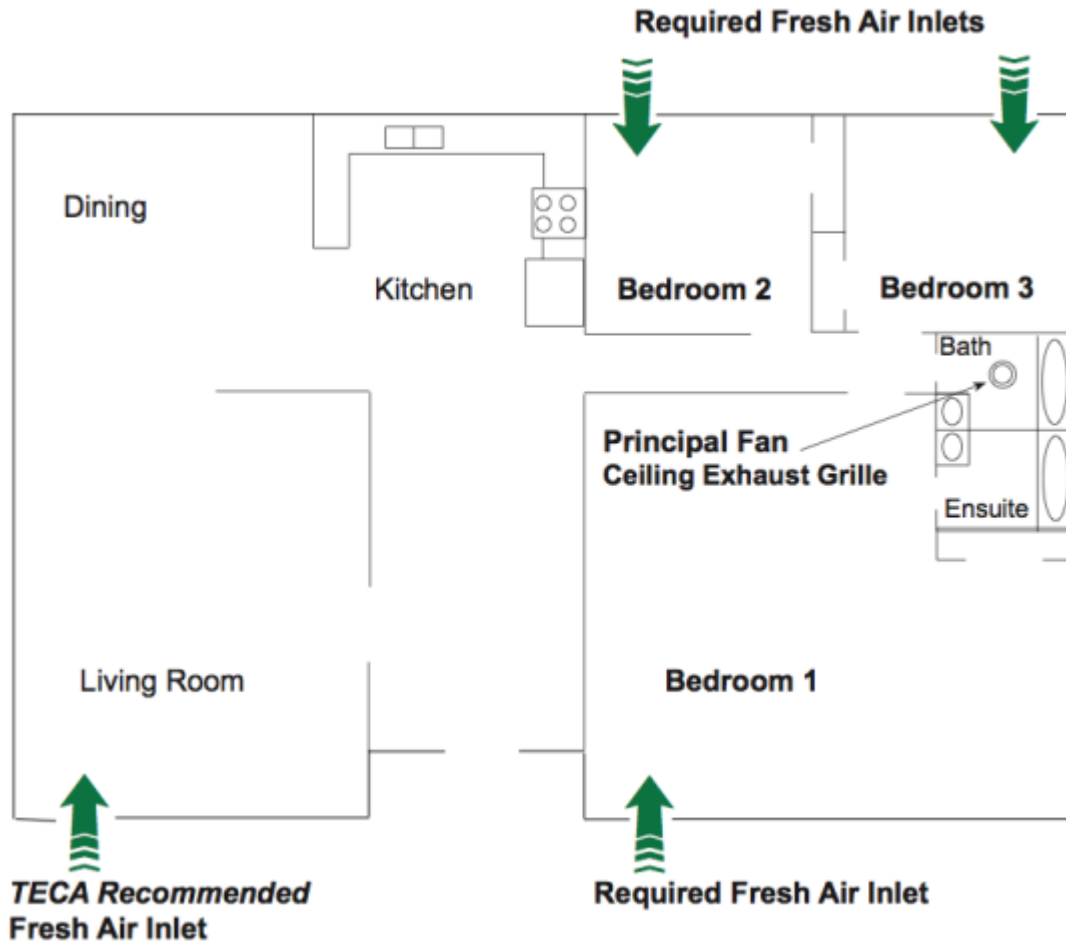 Required Fresh Air Inlets
Dining
Kitchen
Bedroom 2
Bedroom 3
Bath
Principal Fan
Ceiling Exhaust Grille
Ensuite
Living Room
Bedroom 1
TECA Recommended
Fresh Air Inlet
Required Fresh Air Inlet